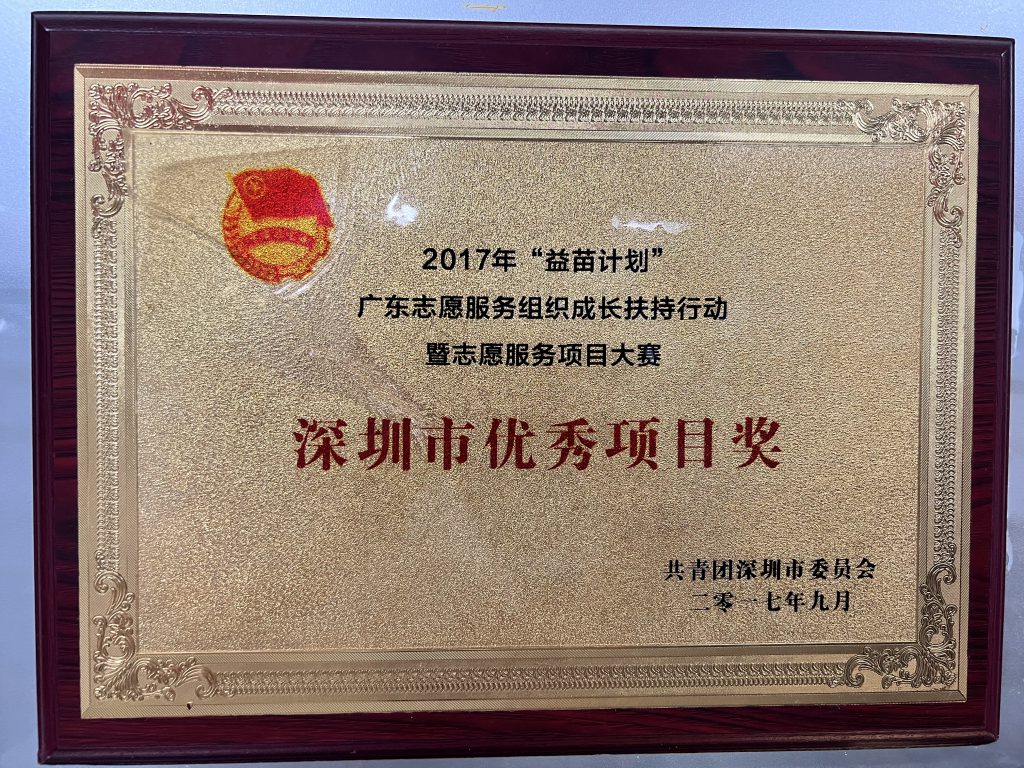 2017年“益苗计划”
广东志愿服务组织成长扶持行动
暨志愿服务项目大赛
深圳市优秀项目奖
共青团深圳市委员会
二零一七年九月